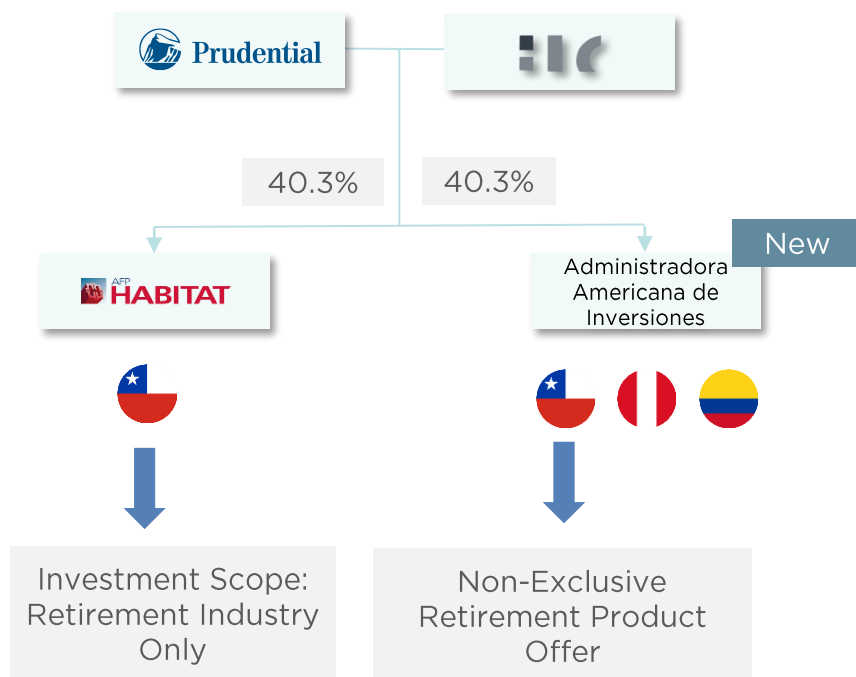 Prudential
40.3%
40.3%
New
AFP
HABITAT
Administradora
Americana de
Inversiones
Investment Scope:
Retirement Industry
Only
Non-Exclusive
Retirement Product
Offer